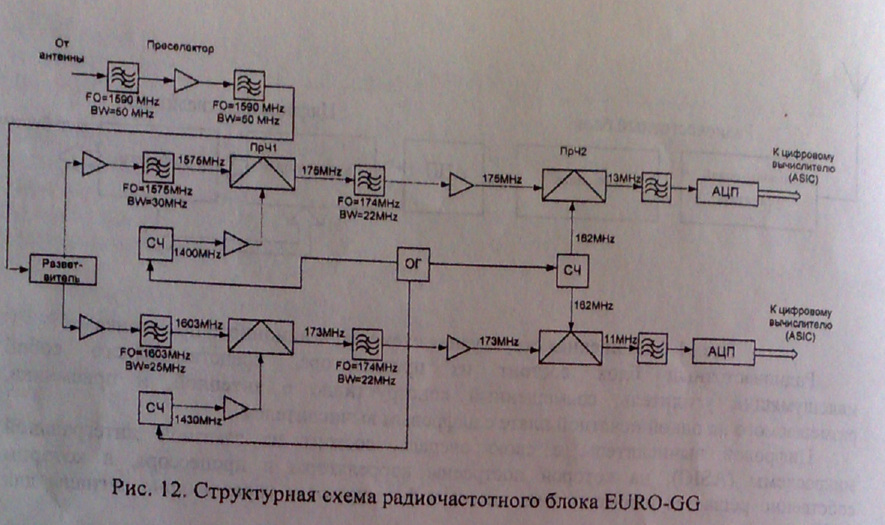 От
антенны
Преселектор
FO=1590 MHz
BW=60 MHz
FO=1590 MHz
BW=60 MHz
ПрЧ1
ПрЧ2
1575MHz
175MHz
175MHz
13MHz
АЦП
К цифровому
вычислителю
(ASIC)
FO=1575MHz
BW=30MHz
FO=174MHz
BW=22MHz
СЧ
1400MHz
ОГ
162MHz
СЧ
Развет-
витель
162MHz
1603MHz
173MHz
173MHz
11MHz
АЦП
К цифровому
вычислителю
(ASIC)
FO=1603MHz
BW=25MHz
FO=174MHz
BW=22MHz
СЧ
1430MHz
Рис. 12. Структурная схема радиочастотного блока EURO-GG